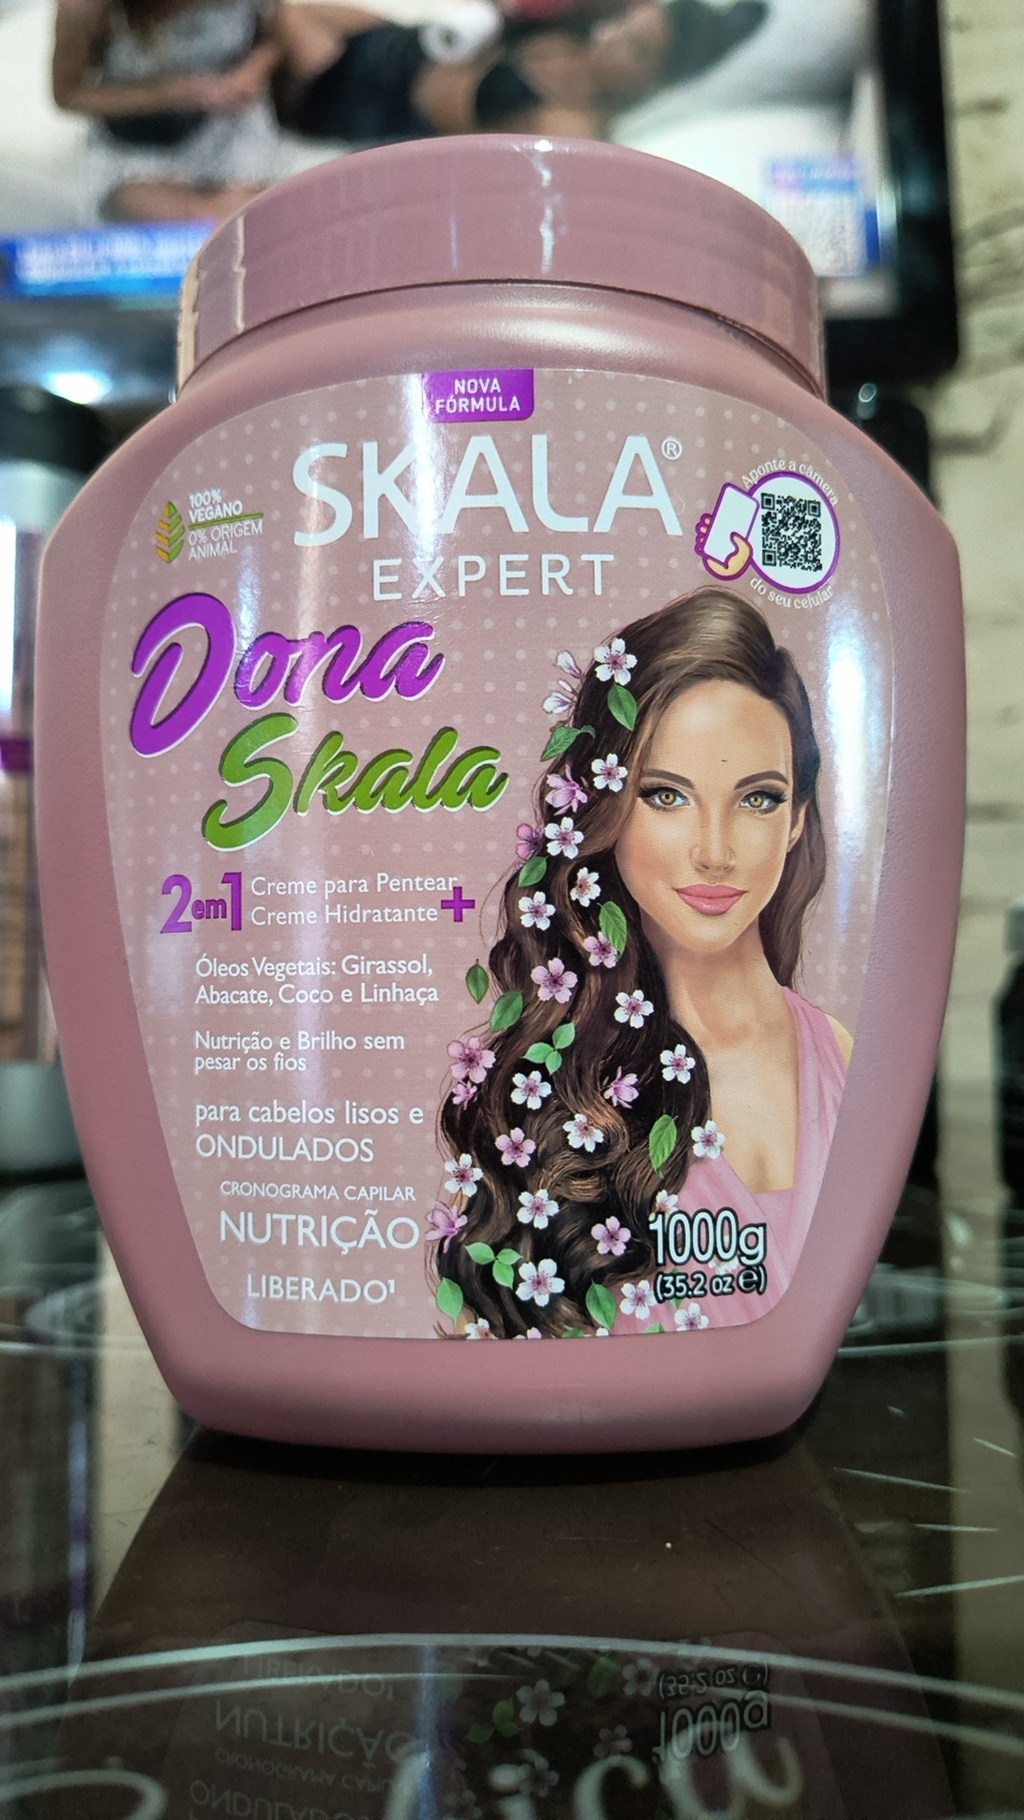 NOVA
FÓRMULA
SKALA®
EXPERT
100%
VEGANO
0% ORIGEM
ANIMAL
Aponte a câmera
do seu celular
Dona
Skala
2em1
Creme para Pentear
Creme Hidratante +
Óleos Vegetais: Girassol,
Abacate, Coco e Linhaça
Nutrição e Brilho sem
pesar os fios
para cabelos lisos e
ONDULADOS
CRONOGRAMA CAPILAR
NUTRIÇÃO
LIBERADO¹
1000g
(35.2 oz ℮)